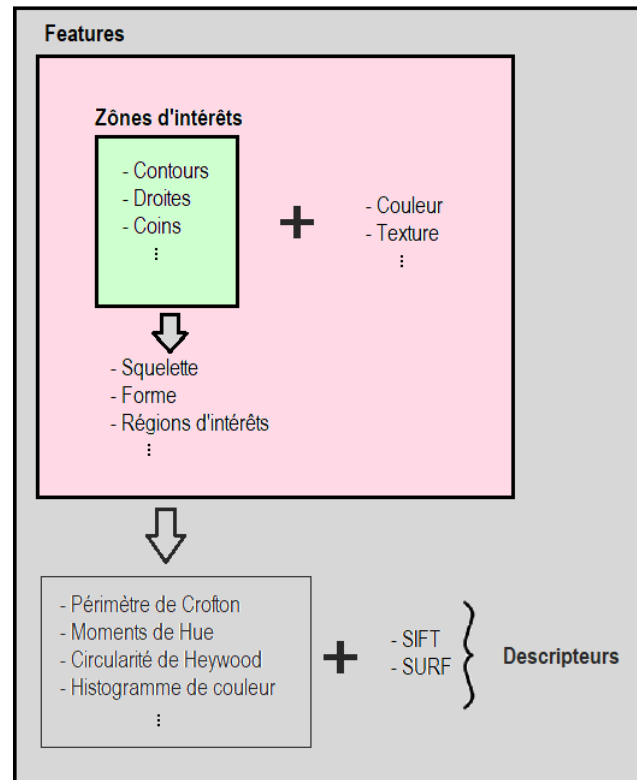 Features
Zônes d'intérêts
- Contours
- Droites
- Coins
⋮
+
- Couleur
- Texture
⋮
- Squelette
- Forme
- Régions d'intérêts
⋮
- Périmètre de Crofton
- Moments de Hue
- Circularité de Heywood
- Histogramme de couleur
⋮
+
- SIFT
- SURF
Descripteurs